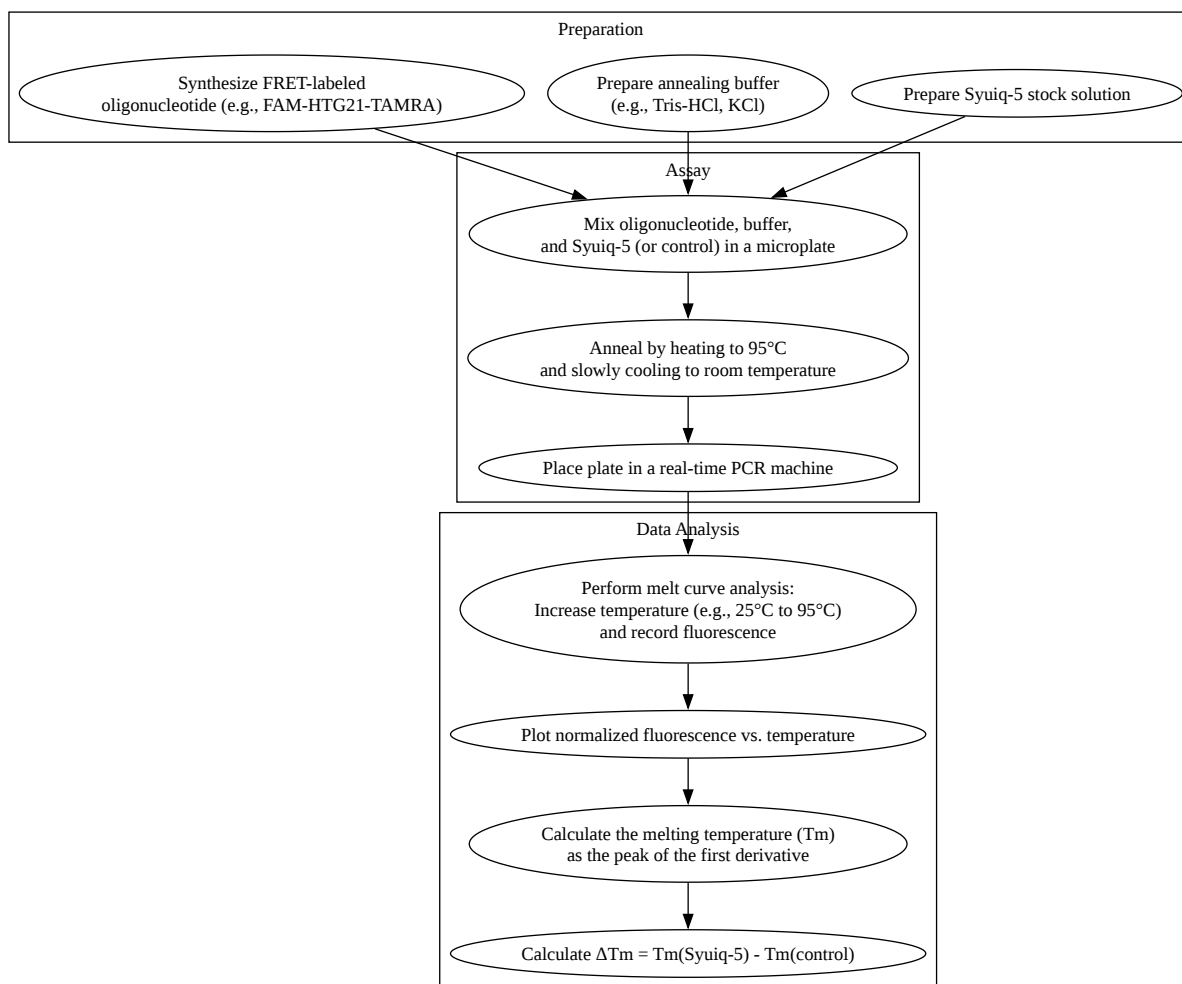 Preparation
Synthesize FRET-labeled
oligonucleotide (e.g., FAM-HTG21-TAMRA)
Prepare annealing buffer
(e.g., Tris-HCl, KCl)
Prepare Syuiq-5 stock solution
Assay
Mix oligonucleotide, buffer,
and Syuiq-5 (or control) in a microplate
Anneal by heating to 95°C
and slowly cooling to room temperature
Place plate in a real-time PCR machine
Data Analysis
Perform melt curve analysis:
Increase temperature (e.g., 25°C to 95°C)
and record fluorescence
Plot normalized fluorescence vs. temperature
Calculate the melting temperature (Tm)
as the peak of the first derivative
Calculate ΔTm = Tm(Syuiq-5) - Tm(control)